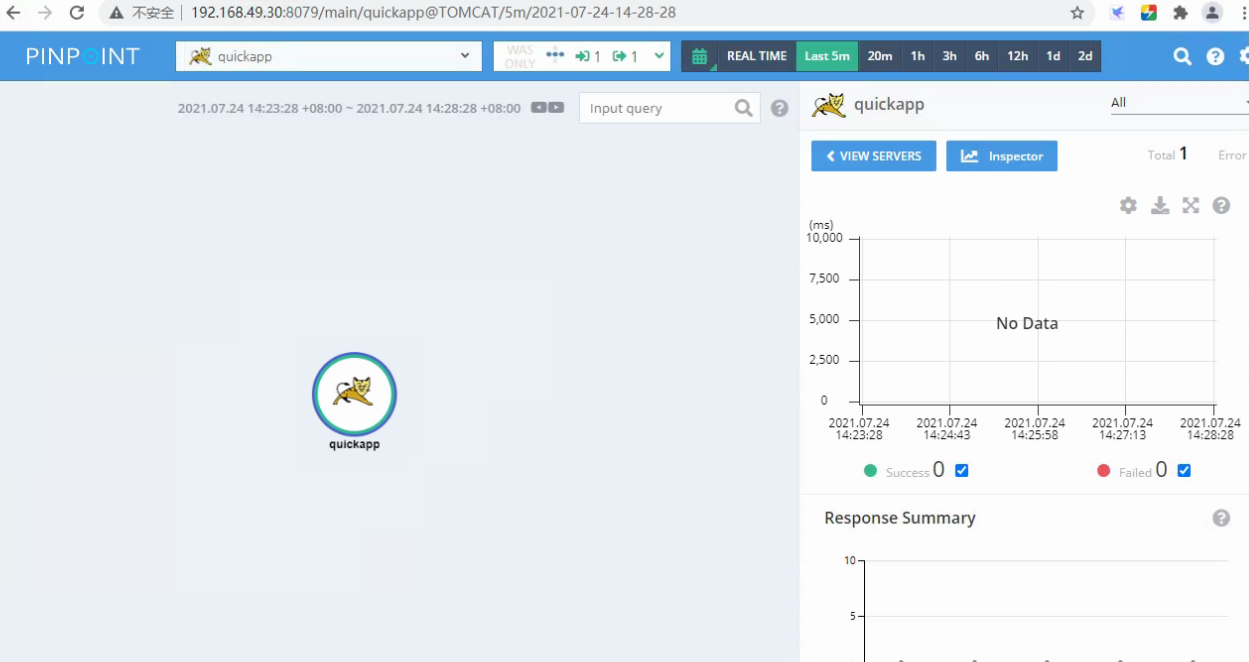 不安全 | 192.168.49.30:8079/main/quickapp@TOMCAT/5m/2021-07-24-14-28-28
PINPOINT
quickapp
WAS ONLY
1
1
REAL TIME
Last 5m
20m
1h
3h
6h
12h
1d
2d
2021.07.24 14:23:28 +08:00 ~ 2021.07.24 14:28:28 +08:00
Input query
quickapp
quickapp
All
VIEW SERVERS
Inspector
Total 1
Error
(ms)
10,000
7,500
5,000
2,500
0
No Data
2021.07.24 14:23:28
2021.07.24 14:24:43
2021.07.24 14:25:58
2021.07.24 14:27:13
2021.07.24 14:28:28
Success 0
Failed 0
Response Summary
10
5